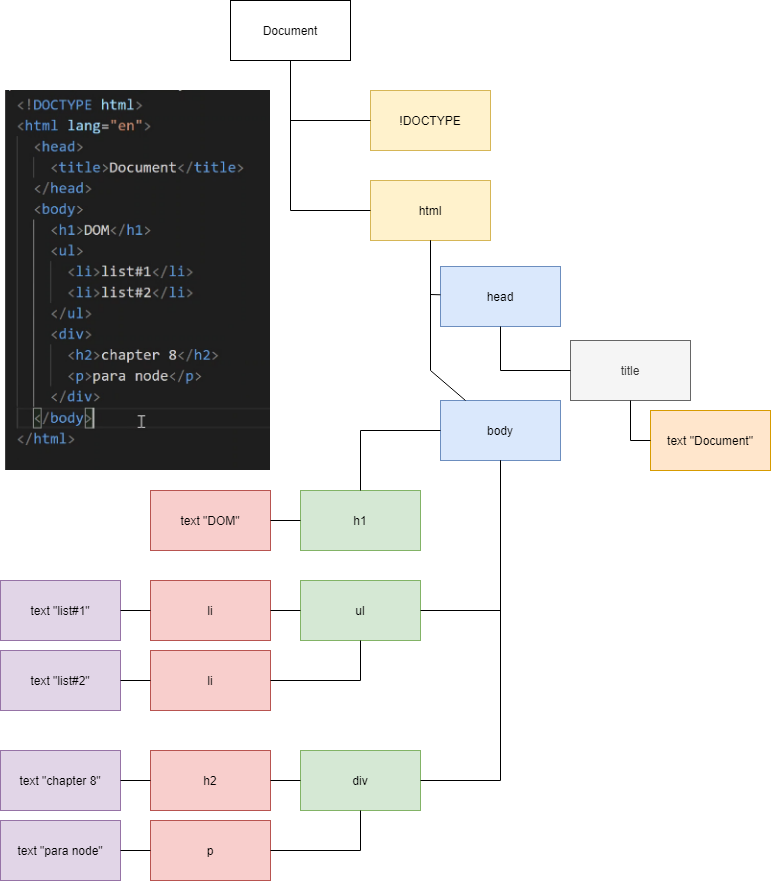 Document
<!DOCTYPE html>
<html lang="en">
<head>
<title>Document</title>
</head>
<body>
<h1>DOM</h1>
<ul>
<li>list#1</li>
<li>list#2</li>
</ul>
<div>
<h2>chapter 8</h2>
<p>para node</p>
</div>
</body>
</html>
!DOCTYPE
html
head
title
text "Document"
body
text "DOM"
h1
text "list#1"
li
ul
text "list#2"
li
text "chapter 8"
h2
div
text "para node"
p